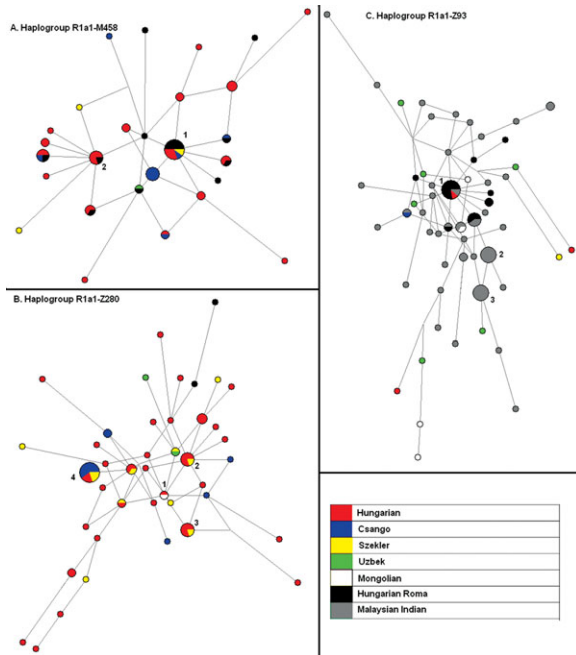 A. Haplogroup R1a1-M458
1
2
B. Haplogroup R1a1-Z280
1
2
3
4
C. Haplogroup R1a1-Z93
1
2
3
Hungarian
Csango
Szekler
Uzbek
Mongolian
Hungarian Roma
Malaysian Indian